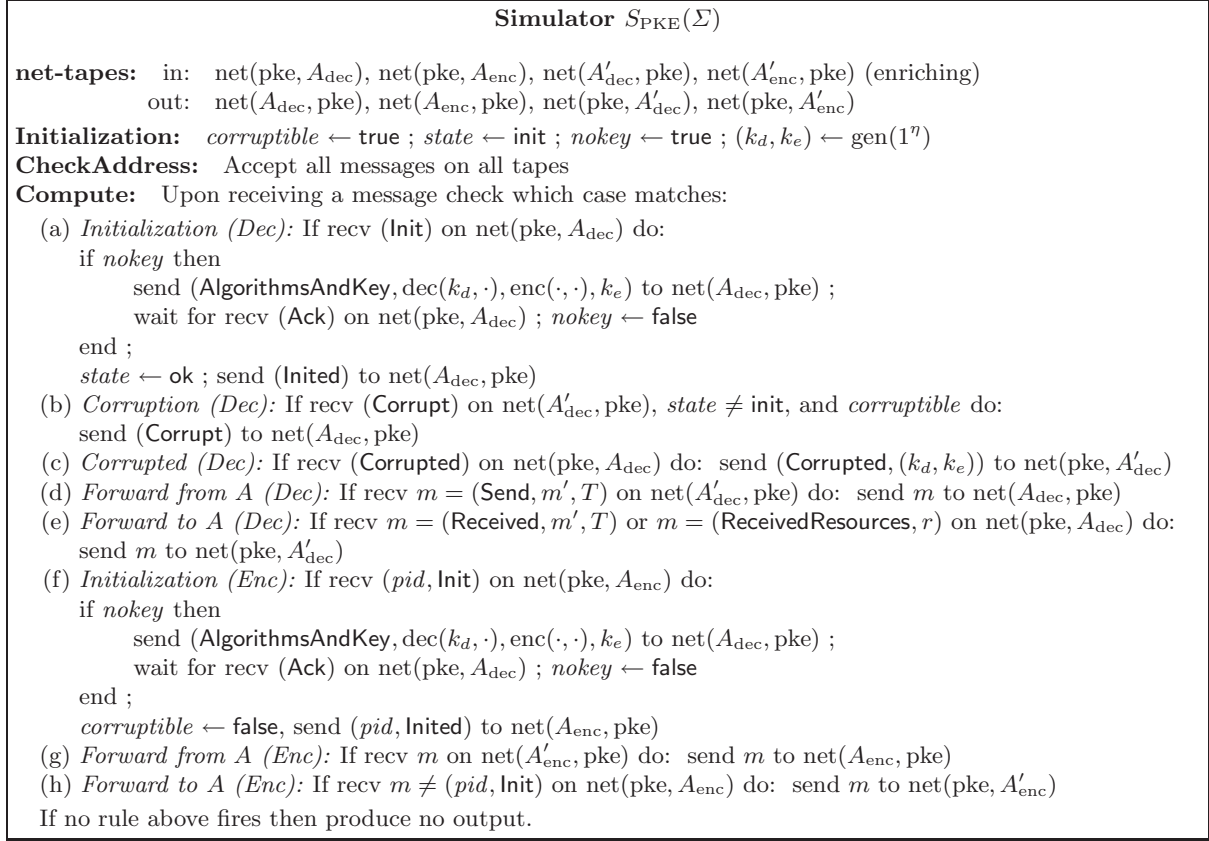 Simulator S_PKE(Σ)
net-tapes: in: net(pke, A_dec), net(pke, A_enc), net(A′_dec, pke), net(A′_enc, pke) (enriching)
out: net(A_dec, pke), net(A_enc, pke), net(pke, A′_dec), net(pke, A′_enc)
Initialization: corruptible ← true ; state ← init ; nokey ← true ; (k_d, k_e) ← gen(1^η)
CheckAddress: Accept all messages on all tapes
Compute: Upon receiving a message check which case matches:
(a) Initialization (Dec): If recv (Init) on net(pke, A_dec) do:
if nokey then
send (AlgorithmsAndKey, dec(k_d, ·), enc(·, ·), k_e) to net(A_dec, pke) ;
wait for recv (Ack) on net(pke, A_dec) ; nokey ← false
end ;
state ← ok ; send (Inited) to net(A_dec, pke)
(b) Corruption (Dec): If recv (Corrupt) on net(A′_dec, pke), state ≠ init, and corruptible do:
send (Corrupt) to net(A_dec, pke)
(c) Corrupted (Dec): If recv (Corrupted) on net(pke, A_dec) do: send (Corrupted, (k_d, k_e)) to net(pke, A′_dec)
(d) Forward from A (Dec): If recv m = (Send, m′, T) on net(A′_dec, pke) do: send m to net(A_dec, pke)
(e) Forward to A (Dec): If recv m = (Received, m′, T) or m = (ReceivedResources, r) on net(pke, A_dec) do:
send m to net(pke, A′_dec)
(f) Initialization (Enc): If recv (pid, Init) on net(pke, A_enc) do:
if nokey then
send (AlgorithmsAndKey, dec(k_d, ·), enc(·, ·), k_e) to net(A_dec, pke) ;
wait for recv (Ack) on net(pke, A_dec) ; nokey ← false
end ;
corruptible ← false, send (pid, Inited) to net(A_enc, pke)
(g) Forward from A (Enc): If recv m on net(A′_enc, pke) do: send m to net(A_enc, pke)
(h) Forward to A (Enc): If recv m ≠ (pid, Init) on net(pke, A_enc) do: send m to net(pke, A′_enc)
If no rule above fires then produce no output.